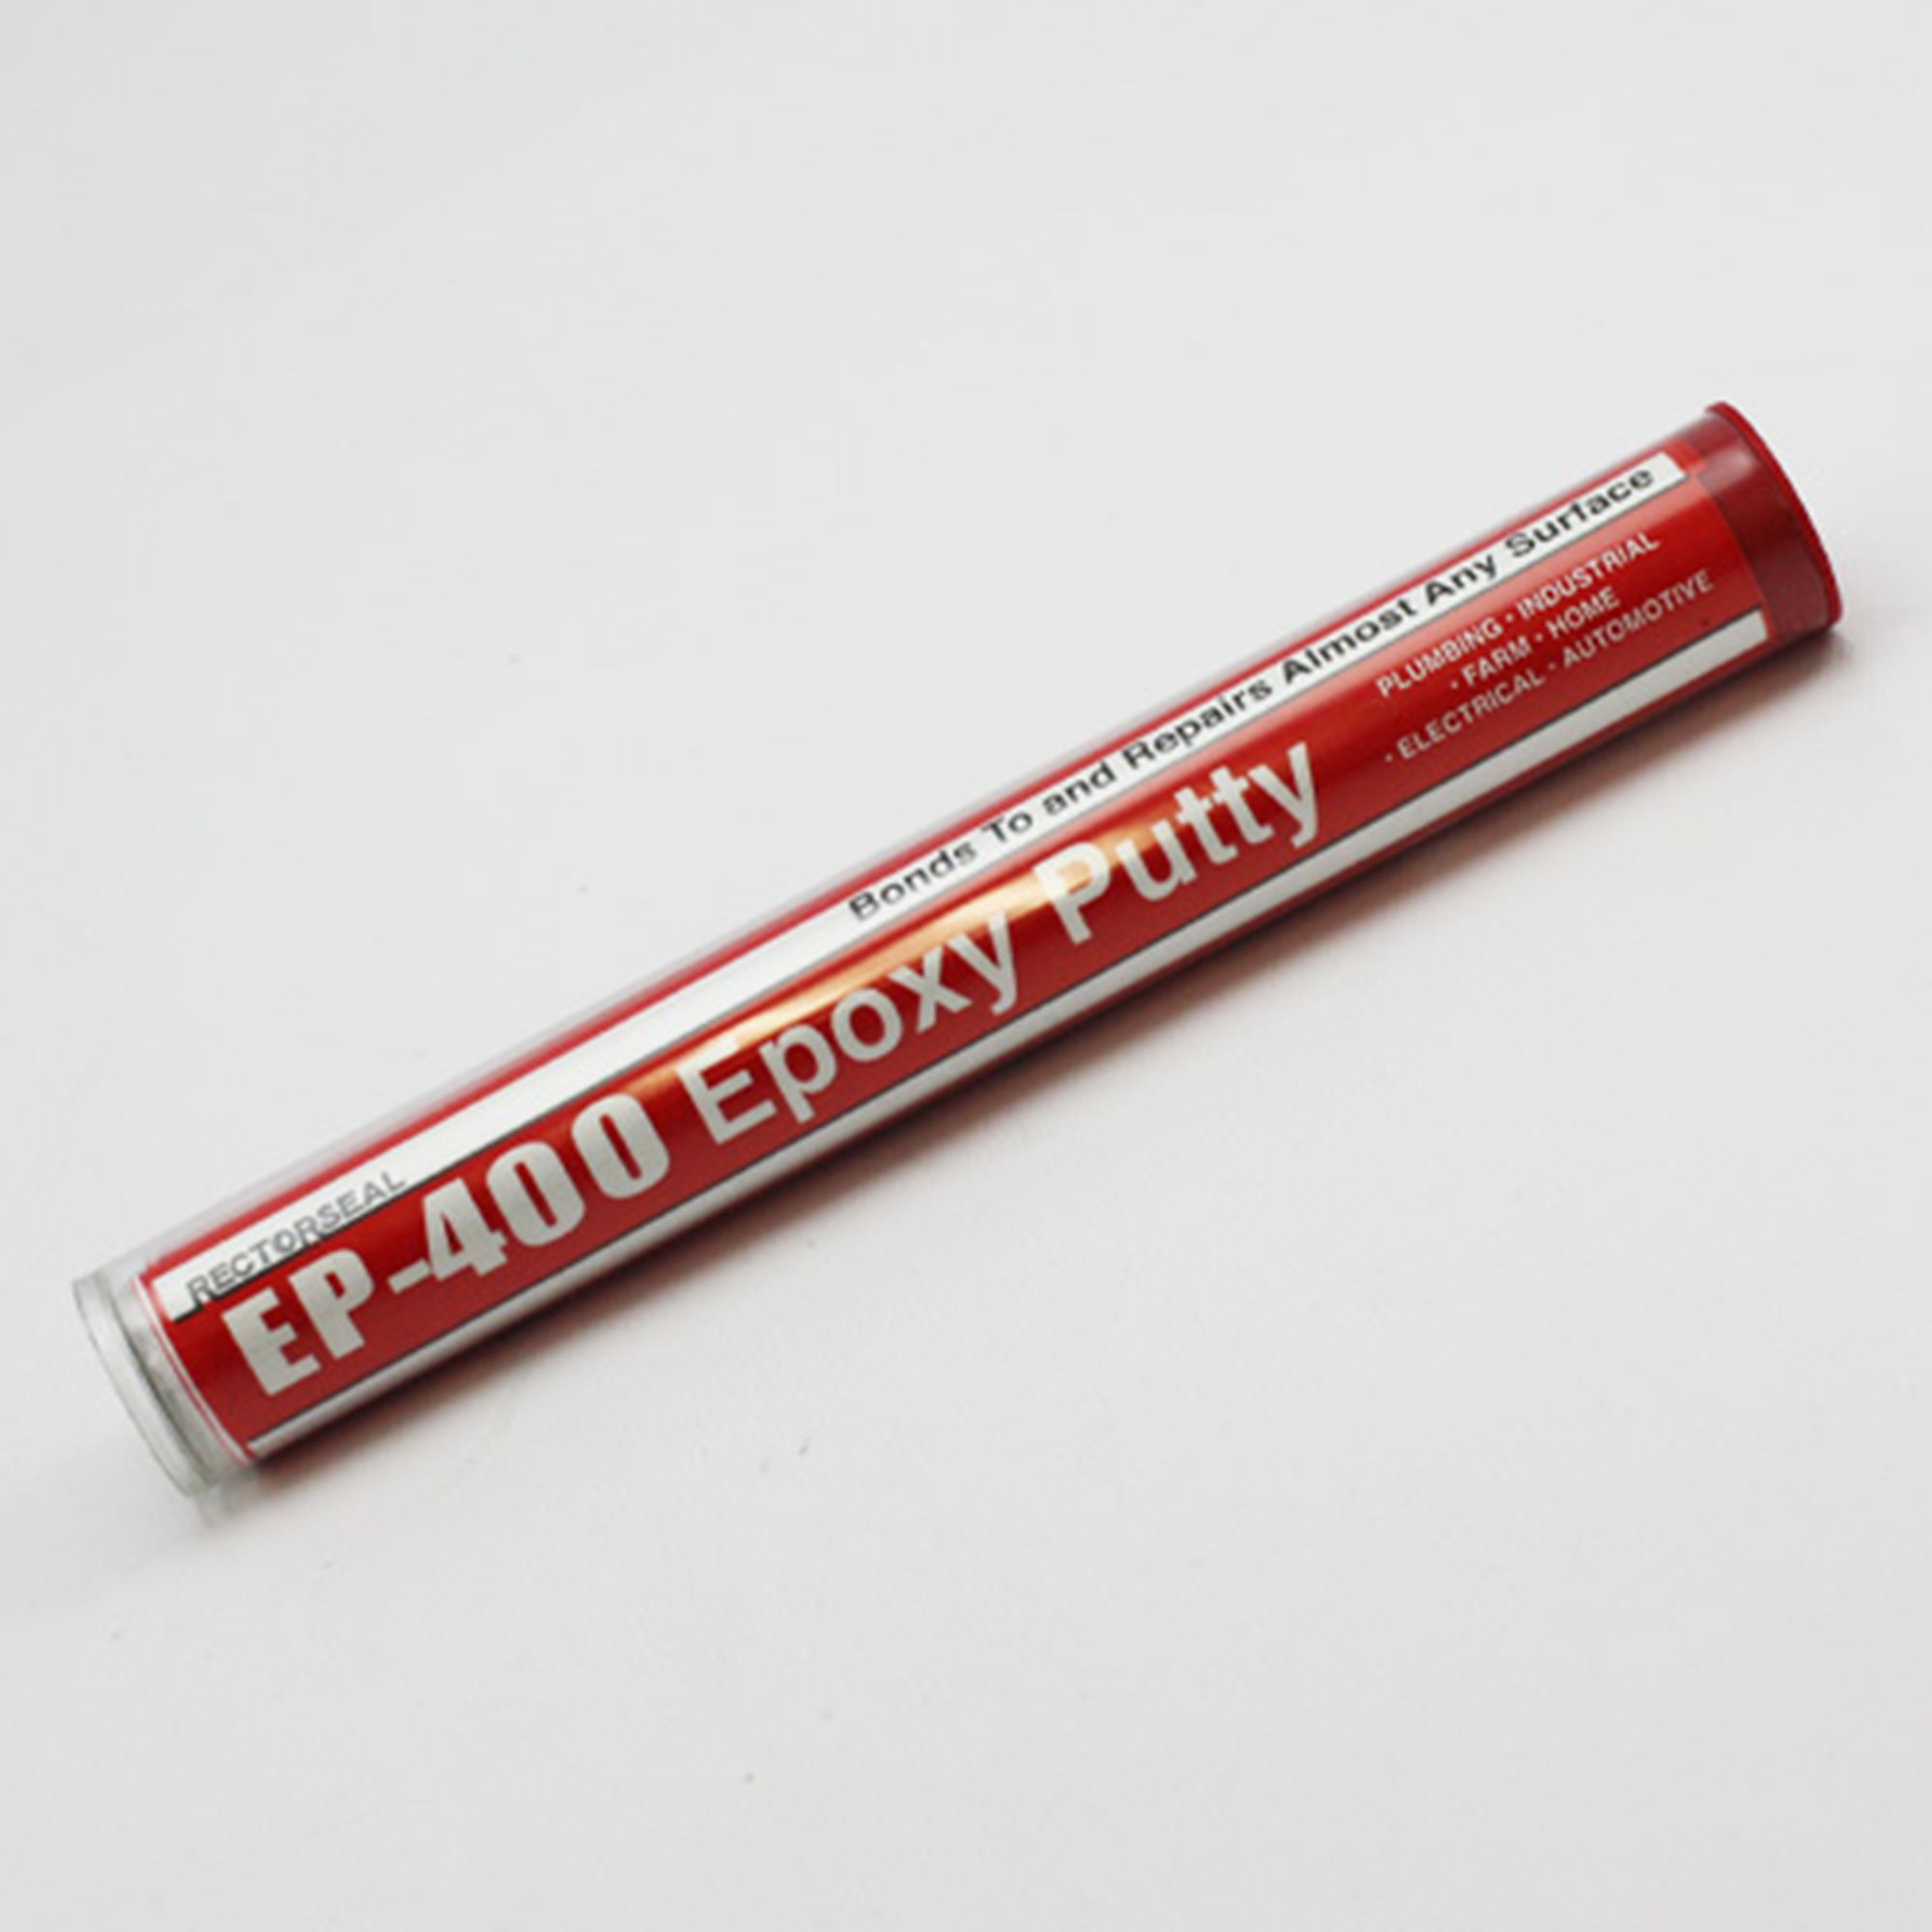 RECTORSEAL
Bonds To and Repairs Almost Any Surface
EP-400 Epoxy Putty
PLUMBING • INDUSTRIAL
• FARM • HOME
• ELECTRICAL • AUTOMOTIVE